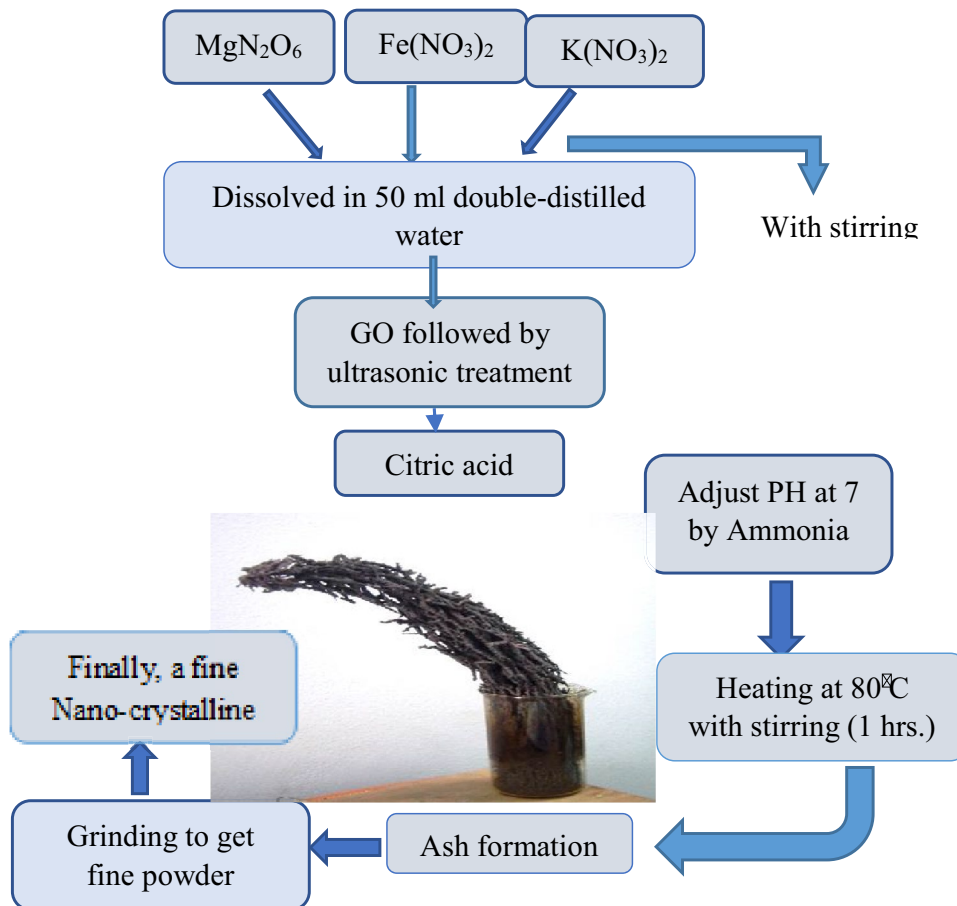 MgN₂O₆
Fe(NO₃)₂
K(NO₃)₂
Dissolved in 50 ml double-distilled
water
With stirring
GO followed by
ultrasonic treatment
Citric acid
Adjust PH at 7
by Ammonia
Heating at 80 C
with stirring (1 hrs.)
Ash formation
Grinding to get
fine powder
Finally, a fine
Nano-crystalline